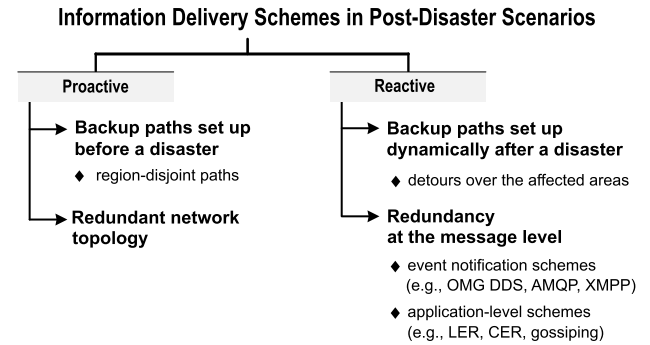 Information Delivery Schemes in Post-Disaster Scenarios
Proactive
Backup paths set up
before a disaster
♦ region-disjoint paths
Redundant network
topology
Reactive
Backup paths set up
dynamically after a disaster
♦ detours over the affected areas
Redundancy
at the message level
♦ event notification schemes
(e.g., OMG DDS, AMQP, XMPP)
♦ application-level schemes
(e.g., LER, CER, gossiping)